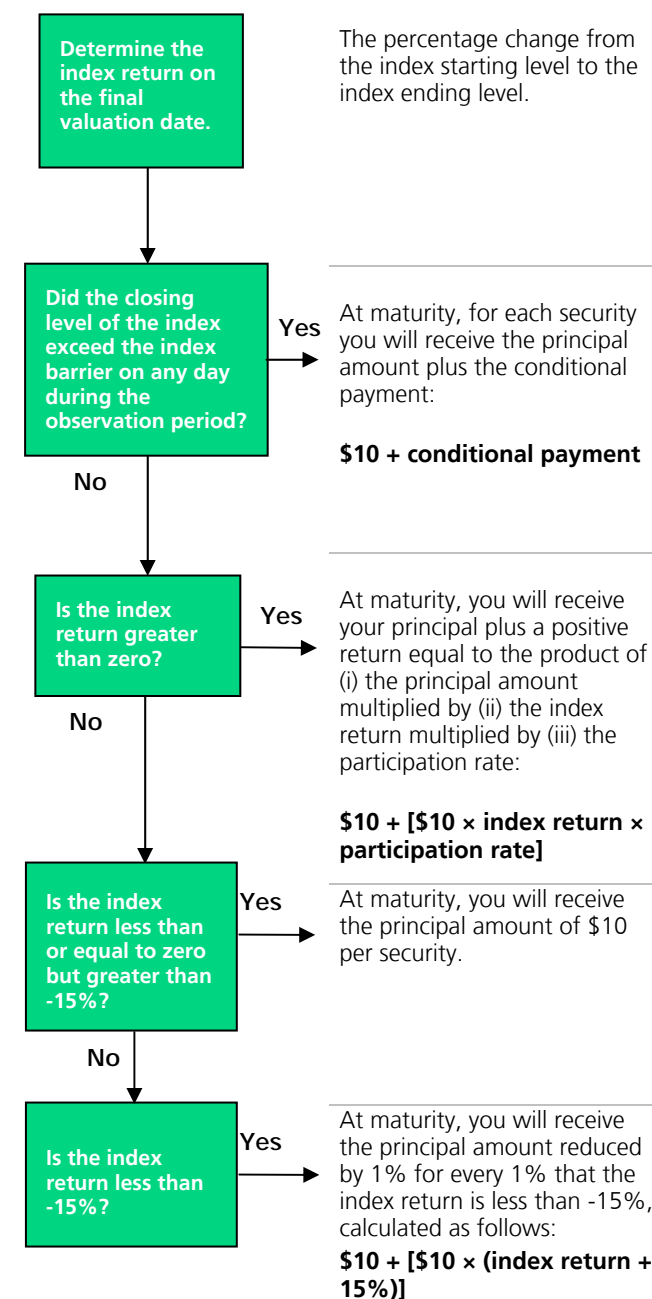 Determine the
index return on
the final
valuation date.
The percentage change from
the index starting level to the
index ending level.
Did the closing
level of the index
exceed the index
barrier on any day
during the
observation period?
Yes
At maturity, for each security
you will receive the principal
amount plus the conditional
payment:
$10 + conditional payment
No
Is the index
return greater
than zero?
Yes
At maturity, you will receive
your principal plus a positive
return equal to the product of
(i) the principal amount
multiplied by (ii) the index
return multiplied by (iii) the
participation rate:
$10 + [$10 × index return ×
participation rate]
No
Is the index
return less than
or equal to zero
but greater than
-15%?
Yes
At maturity, you will receive
the principal amount of $10
per security.
No
Is the index
return less than
-15%?
Yes
At maturity, you will receive
the principal amount reduced
by 1% for every 1% that the
index return is less than -15%,
calculated as follows:
$10 + [$10 × (index return +
15%)]